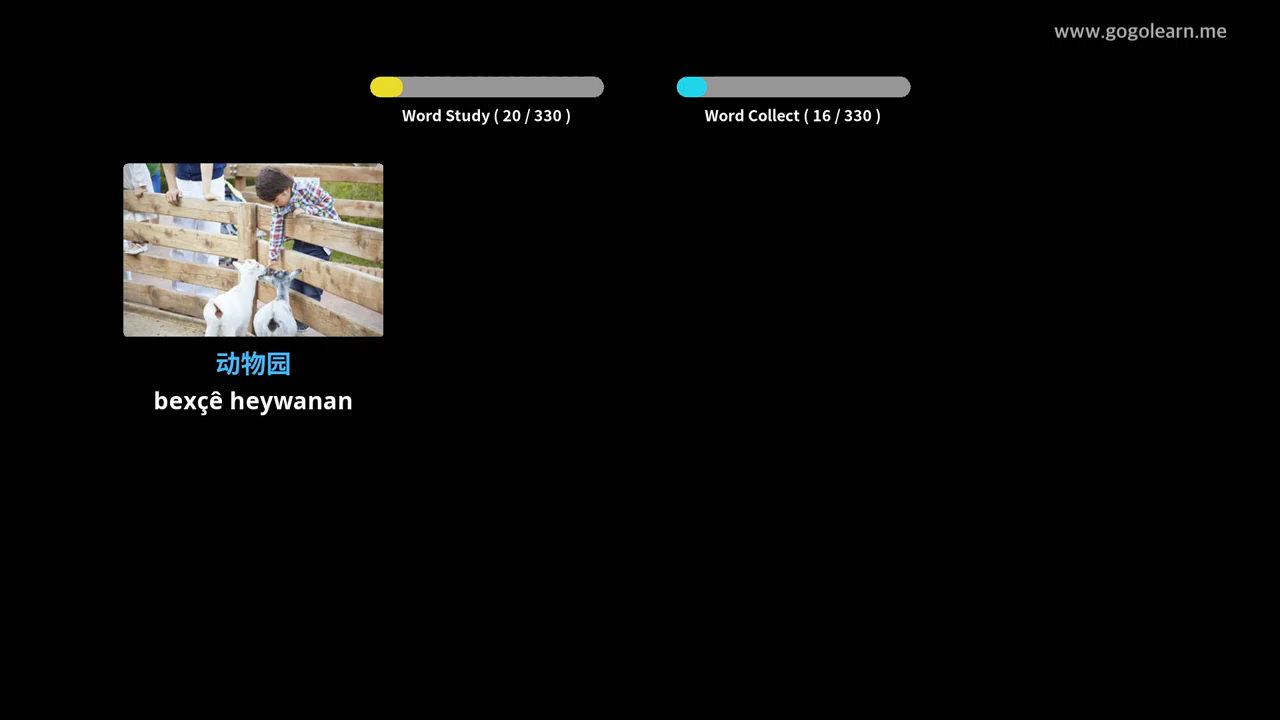 www.gogolearn.me
Word Study ( 20 / 330 )
Word Collect ( 16 / 330 )
动物园
bexçê heywanan